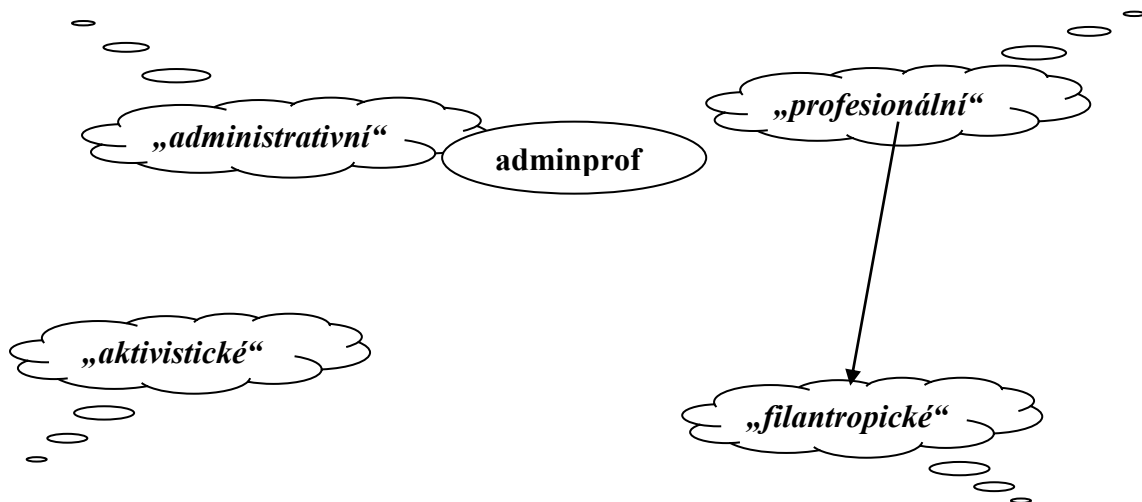 „profesionální“
„administrativní“
adminprof
„aktivistické“
„filantropické“